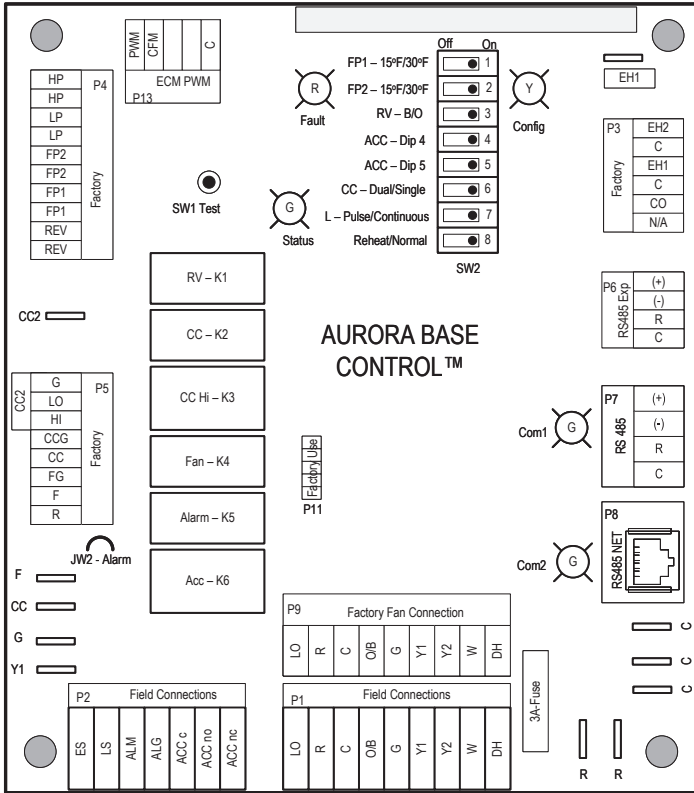 PWM
CFM
C
ECM PWM
P13
Off On
FP1 – 15ºF/30ºF 1
FP2 – 15ºF/30ºF 2
RV – B/O 3
ACC – Dip 4 4
ACC – Dip 5 5
CC – Dual/Single 6
L – Pulse/Continuous 7
Reheat/Normal 8
SW2
R
Fault
Y
Config
EH1
P4
Factory
HP
HP
LP
LP
FP2
FP2
FP1
FP1
REV
REV
SW1 Test
G
Status
P3
Factory
EH2
C
EH1
C
CO
N/A
RV – K1
CC – K2
CC Hi – K3
Fan – K4
Alarm – K5
Acc – K6
CC2
AURORA BASE
CONTROL™
P6
RS485 Exp
(+)
(-)
R
C
CC2
P5
Factory
G
LO
HI
CCG
CC
FG
F
R
JW2 - Alarm
Factory Use
P11
Com1
G
P7
RS 485
(+)
(-)
R
C
Com2
G
P8
RS485 NET
F
CC
G
Y1
P9
Factory Fan Connection
LO
R
C
O/B
G
Y1
Y2
W
DH
C
C
C
P2
Field Connections
ES
LS
ALM
ALG
ACC c
ACC no
ACC nc
P1
Field Connections
LO
R
C
O/B
G
Y1
Y2
W
DH
3A-Fuse
R
R